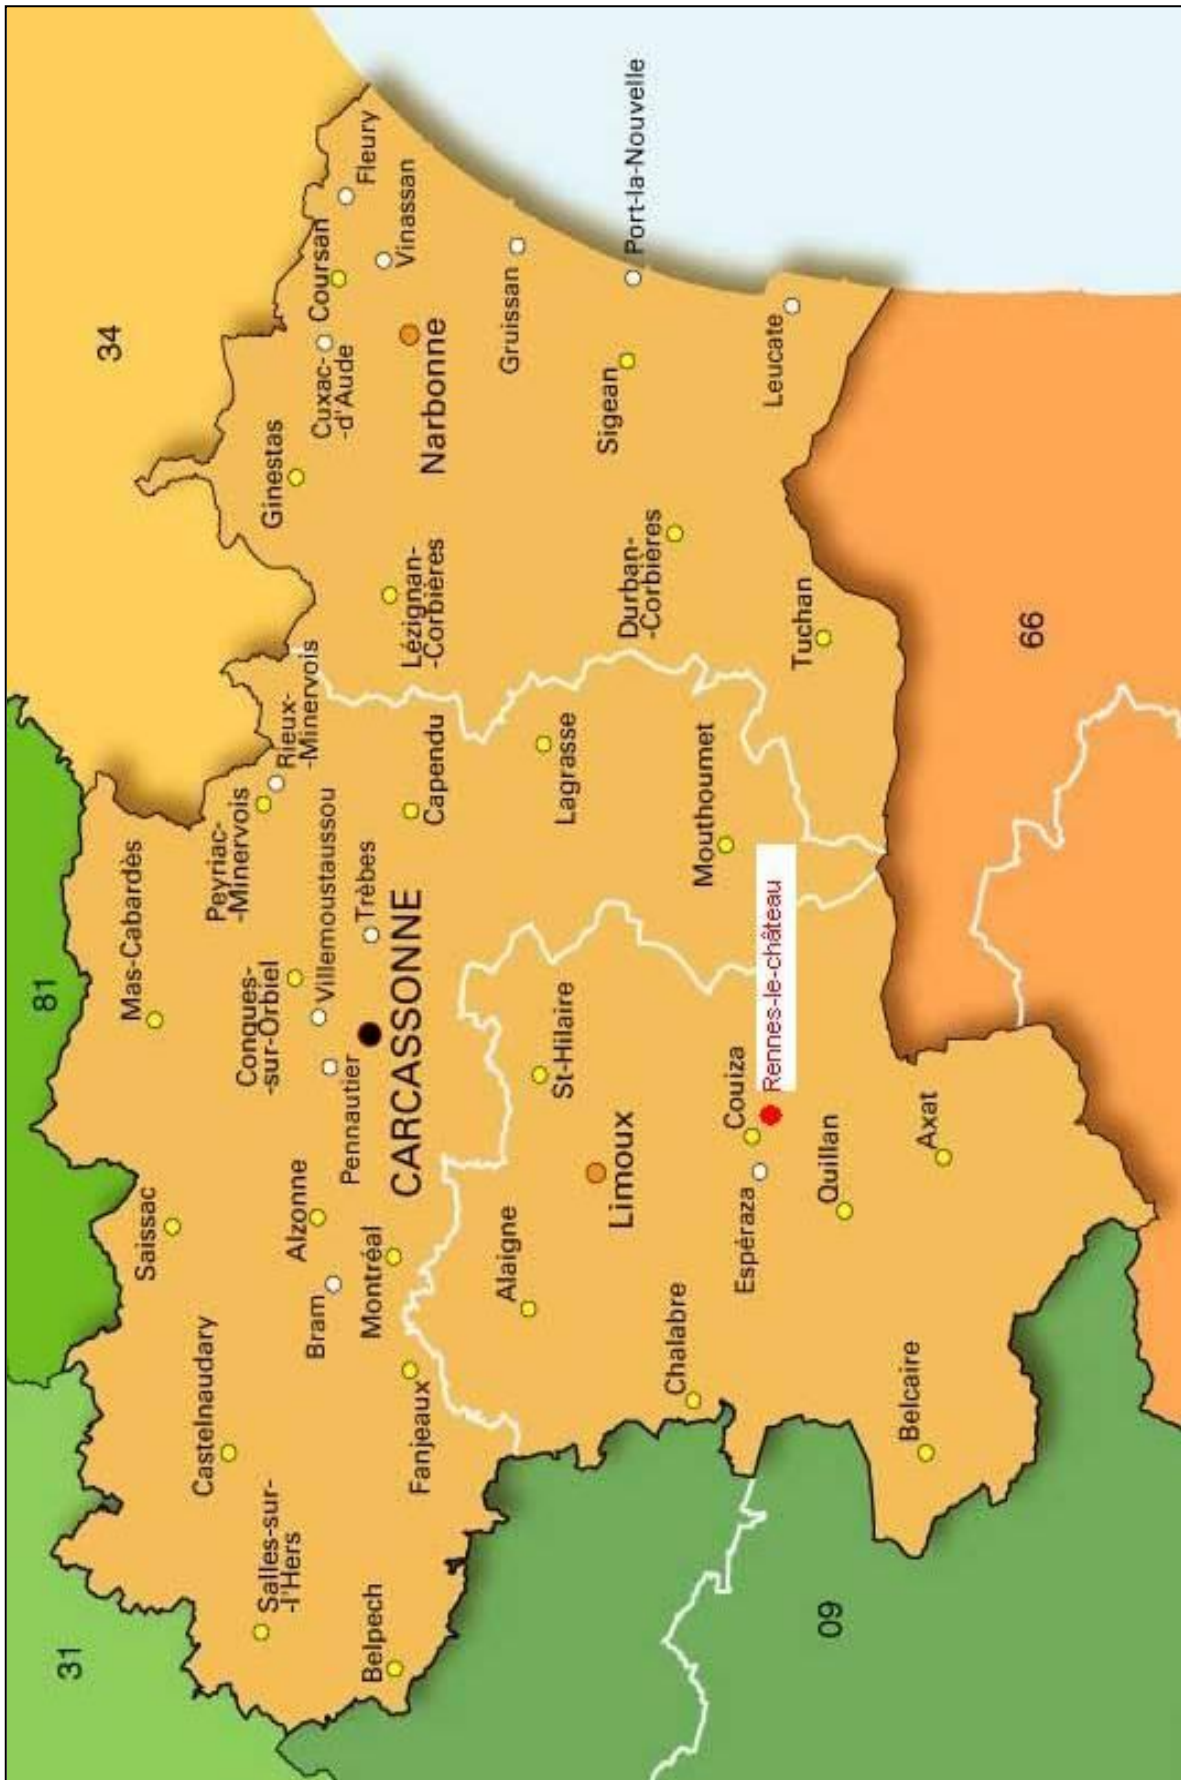 31
81
34
Mas-Cabardès
Saissac
Castelnaudary
Peyriac-
-Minervois
Rieux-
-Minervois
Ginestas
Salles-sur-
-l'Hers
Conques-
-sur-Orbiel
Villemoustaussou
Cuxac-
-d'Aude
Coursan
Fleury
Alzonne
Bram
Pennautier
Trèbes
Vinassan
Belpech
Montréal
CARCASSONNE
Lézignan-
-Corbières
Narbonne
Fanjeaux
Capendu
Gruissan
Alaigne
St-Hilaire
Lagrasse
Limoux
Sigean
Port-la-Nouvelle
Durban-
-Corbières
Chalabre
Mouthoumet
Couiza
Espéraza
Rennes-le-château
Leucate
Tuchan
Quillan
09
Belcaire
Axat
66